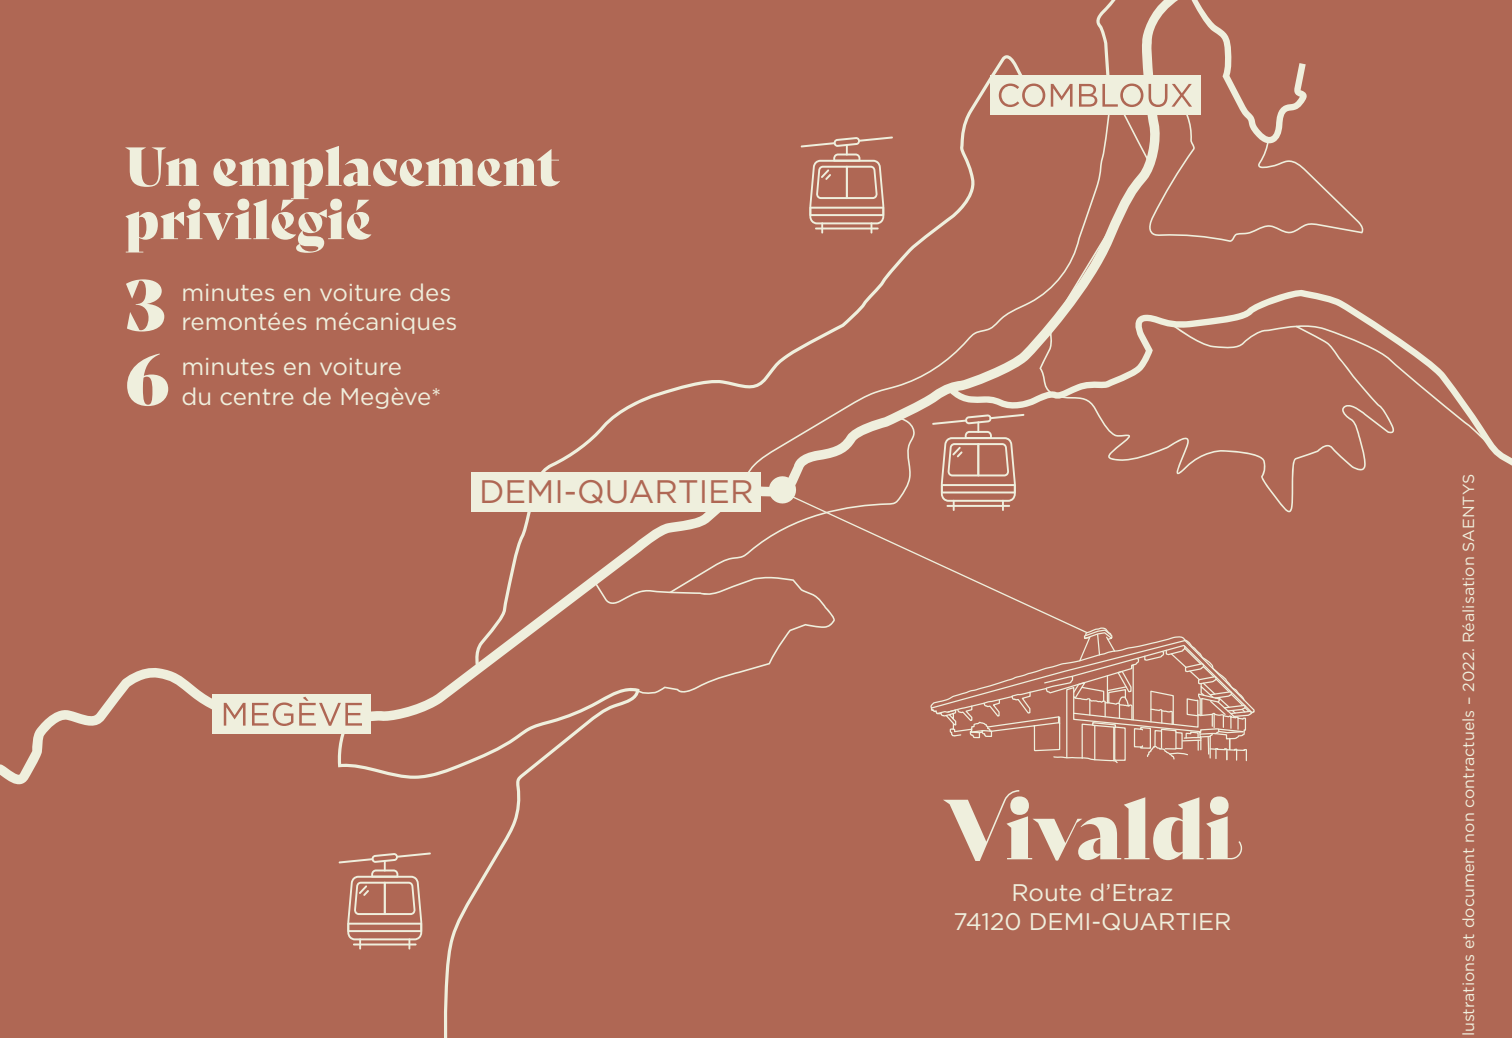 Un emplacement
privilégié
3 minutes en voiture des
remontées mécaniques
6 minutes en voiture
du centre de Megève*
COMBLOUX
DEMI-QUARTIER
MEGÈVE
Vivaldi
Route d’Etraz
74120 DEMI-QUARTIER
lustrations et document non contractuels – 2022. Réalisation SAENTYS